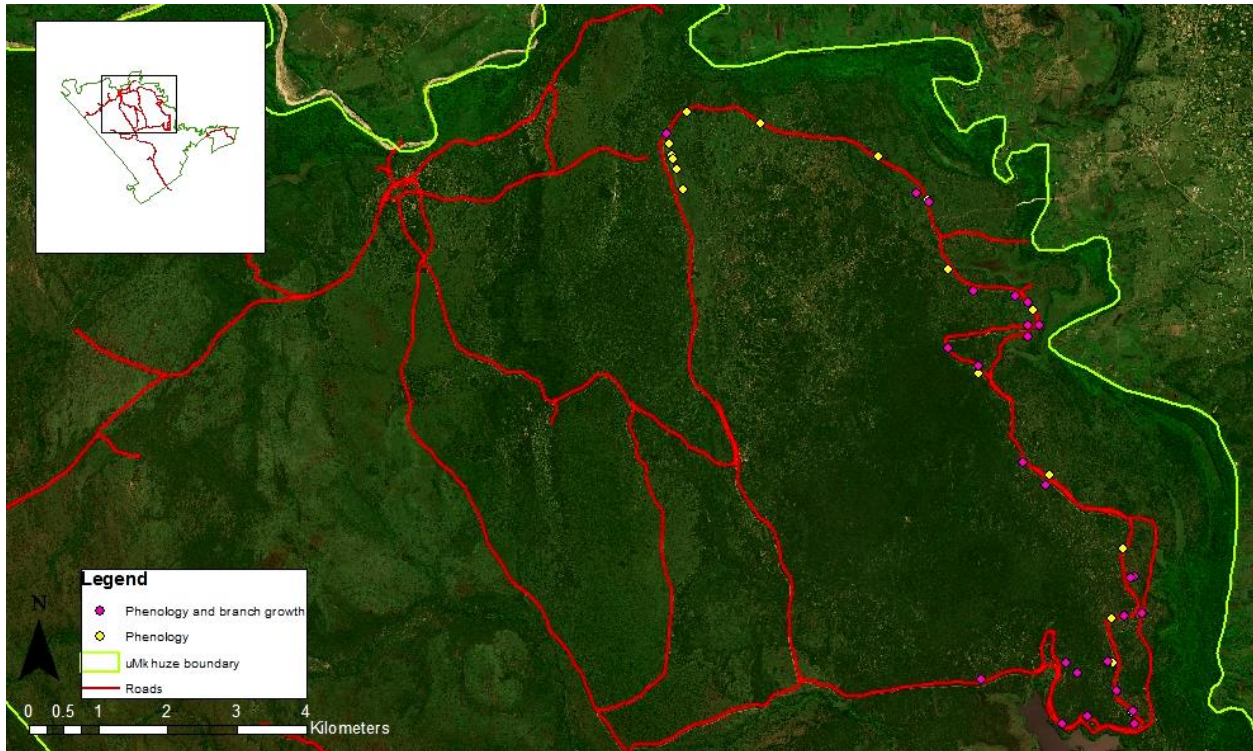 Legend
Phenology and branch growth
Phenology
uMkhuze boundary
Roads
N
0 0.5 1 2 3 4
Kilometers